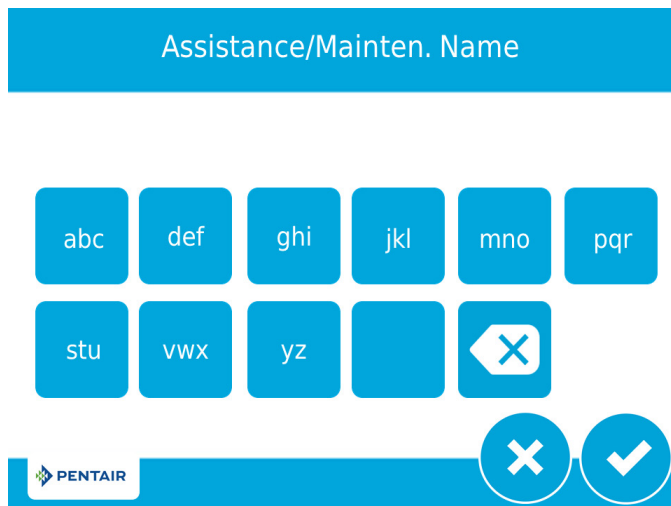 Assistance/Mainten. Name
abc def ghi jkl mno pqr
stu vwx yz
PENTAIR